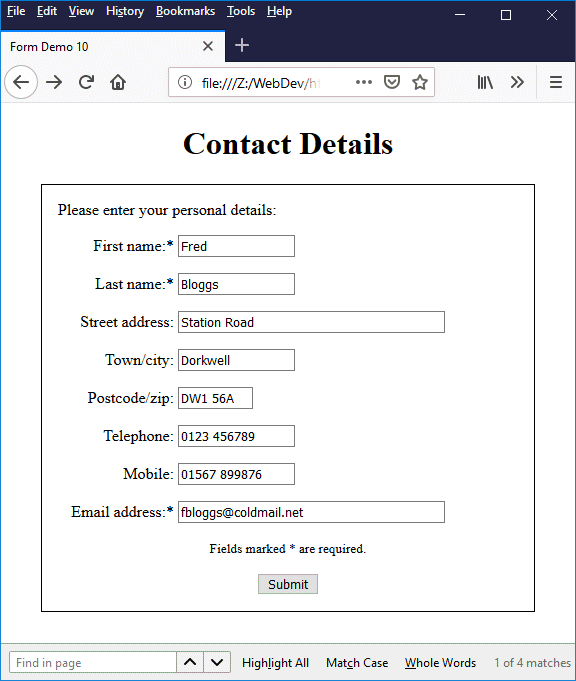 File Edit View History Bookmarks Tools Help
Form Demo 10
file:///Z:/WebDev/ht
Contact Details
Please enter your personal details:
First name:* Fred
Last name:* Bloggs
Street address: Station Road
Town/city: Dorkwell
Postcode/zip: DW1 56A
Telephone: 0123 456789
Mobile: 01567 899876
Email address:* fbloggs@coldmail.net
Fields marked * are required.
Submit
Find in page Highlight All Match Case Whole Words 1 of 4 matches